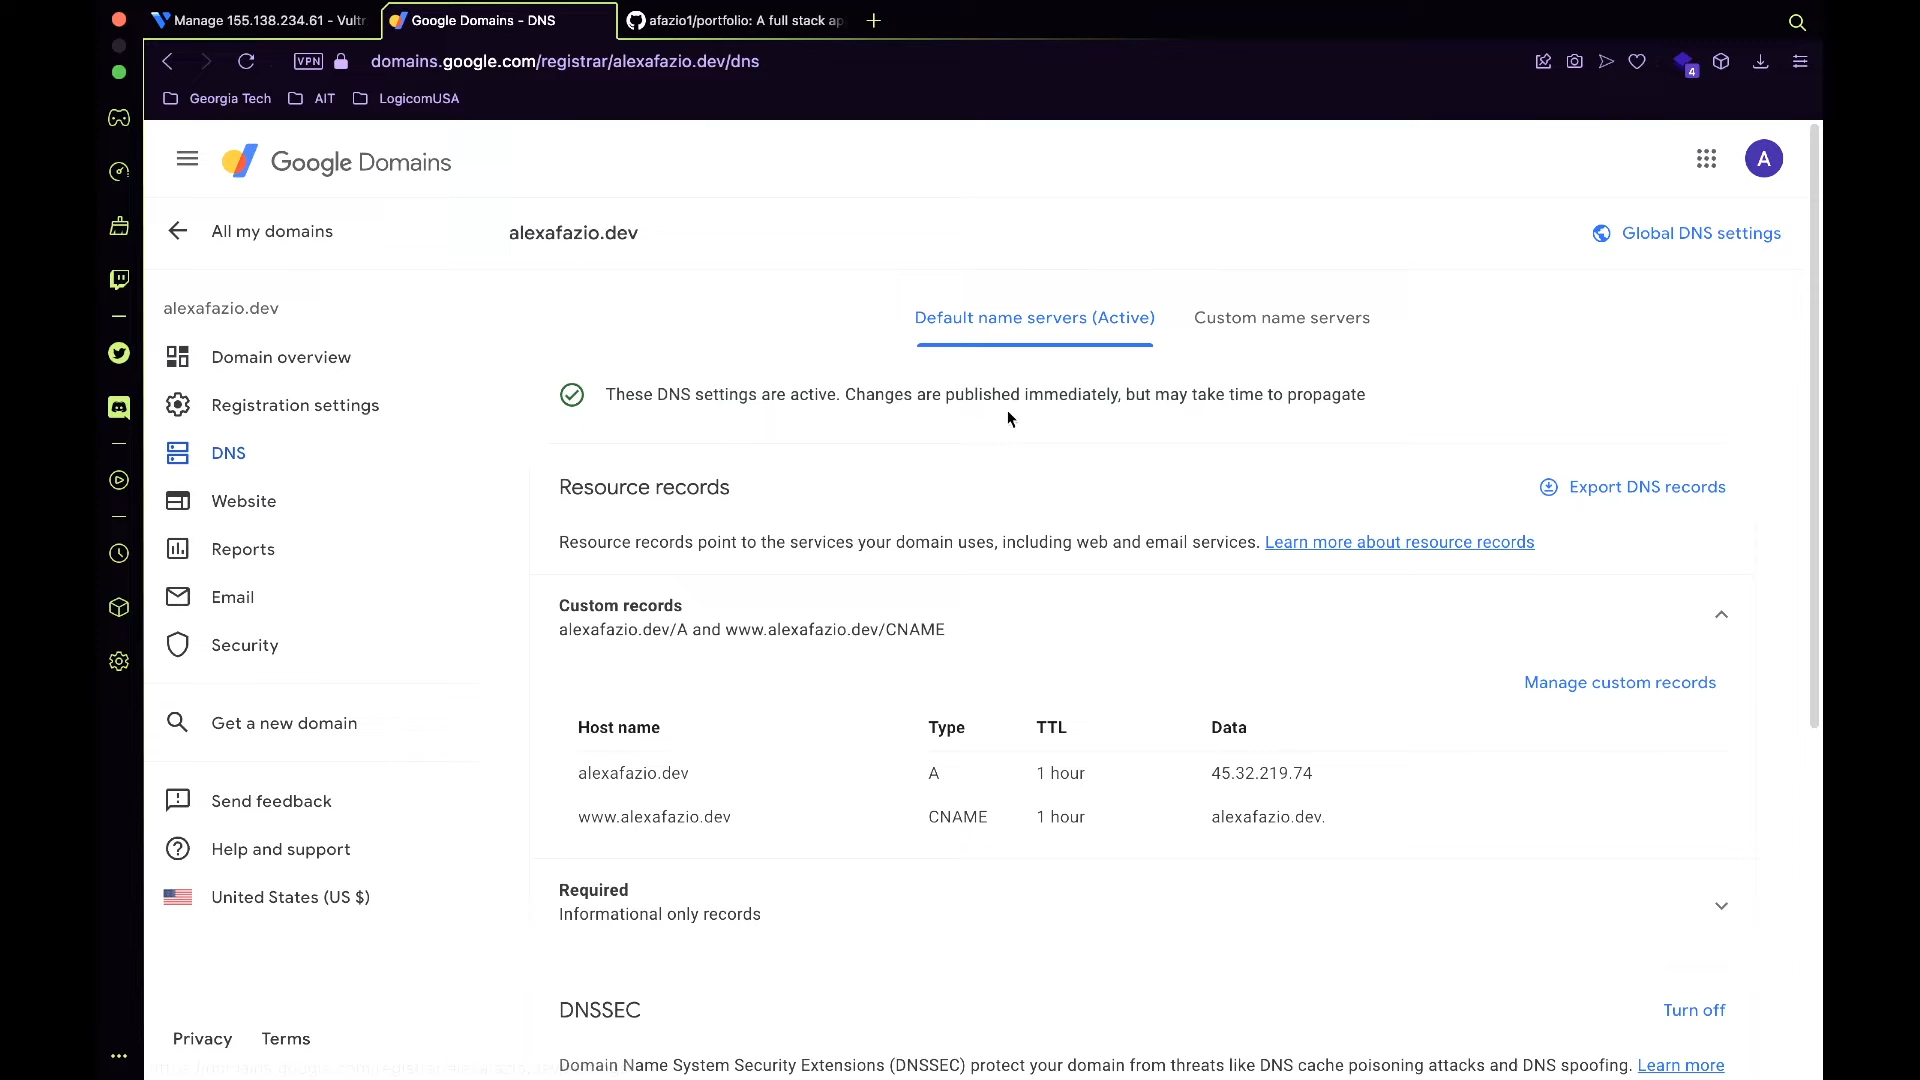 Manage 155.138.234.61 - Vultr
Google Domains - DNS
afazio1/portfolio: A full stack ap
VPN
domains.google.com/registrar/alexafazio.dev/dns
4
Georgia Tech
AIT
LogicomUSA
Google Domains
A
All my domains
alexafazio.dev
Global DNS settings
alexafazio.dev
Domain overview
Registration settings
DNS
Website
Reports
Email
Security
Get a new domain
Send feedback
Help and support
United States (US $)
Privacy
Terms
Default name servers (Active)
Custom name servers
These DNS settings are active. Changes are published immediately, but may take time to propagate
Resource records
Export DNS records
Resource records point to the services your domain uses, including web and email services. Learn more about resource records
Custom records
alexafazio.dev/A and www.alexafazio.dev/CNAME
Manage custom records
Host name Type TTL Data
alexafazio.dev A 1 hour 45.32.219.74
www.alexafazio.dev CNAME 1 hour alexafazio.dev.
Required
Informational only records
DNSSEC
Turn off
Domain Name System Security Extensions (DNSSEC) protect your domain from threats like DNS cache poisoning attacks and DNS spoofing. Learn more